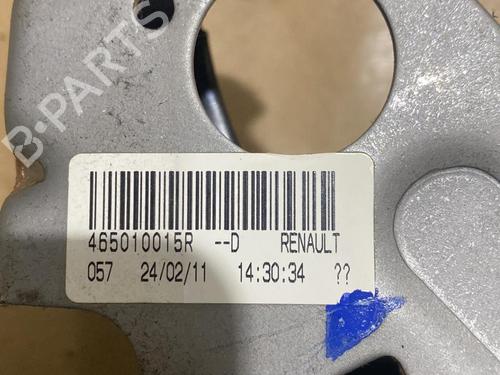 B-PARTS
465010015R --D RENAULT
057 24/02/11 14:30:34 ??